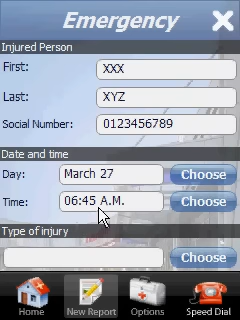 Emergency
Injured Person
First: XXX
Last: XYZ
Social Number: 0123456789
Date and time
Day: March 27 Choose
Time: 06:45 A.M. Choose
Type of injury
Choose
Home New Report Options Speed Dial